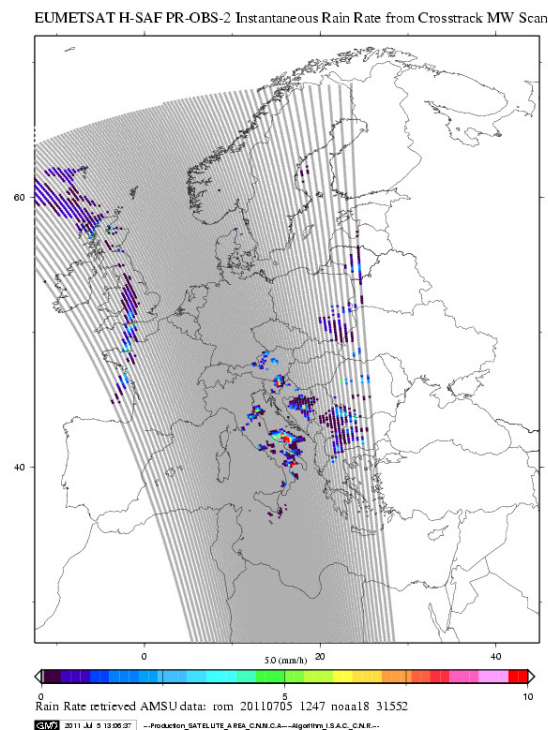 EUMETSAT H-SAF PR-OBS-2 Instantaneous Rain Rate from Crosstrack MW Scan
60
40
0 20 40
5.0 (mm/h)
0 5 10
Rain Rate retrieved AMSU data: rom 20110705 1247 noaa18 31552
GMT 2011 Jul 5 13:06:37 ---Production_SATELLITE_AREA_C.N.M.C.A----Algorithm_I.S.A.C._C.N.R.--